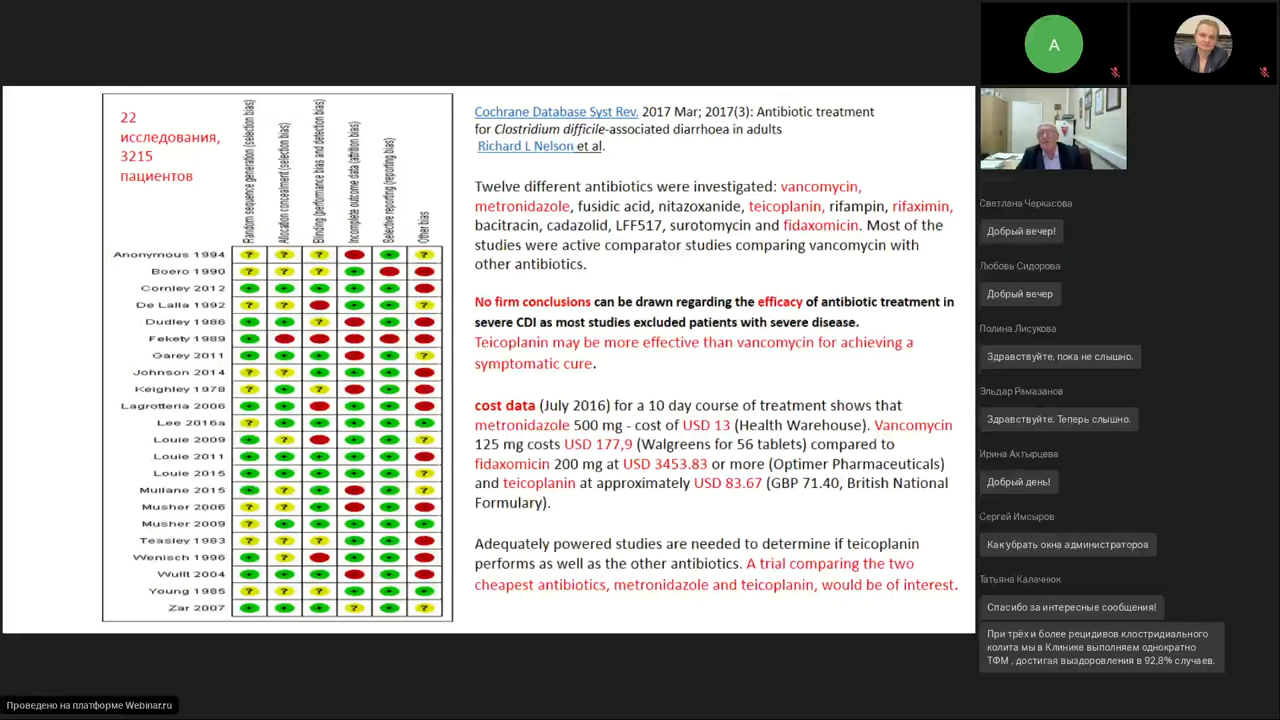 22
исследования,
3215
пациентов
Random sequence generation (selection bias)
Allocation concealment (selection bias)
Blinding (performance bias and detection bias)
Incomplete outcome data (attrition bias)
Selective reporting (reporting bias)
Other bias
Anonymous 1994
Boero 1990
Cornley 2012
De Lalla 1992
Dudley 1986
Fekety 1989
Garey 2011
Johnson 2014
Keighley 1978
Lagrotteria 2006
Lee 2016a
Louie 2009
Louie 2011
Louie 2015
Mullane 2015
Musher 2006
Musher 2009
Teasley 1983
Wenisch 1996
Wullt 2004
Young 1985
Zar 2007
Cochrane Database Syst Rev. 2017 Mar; 2017(3): Antibiotic treatment
for Clostridium difficile-associated diarrhoea in adults
Richard L Nelson et al.
Twelve different antibiotics were investigated: vancomycin,
metronidazole, fusidic acid, nitazoxanide, teicoplanin, rifampin, rifaximin,
bacitracin, cadazolid, LFF517, surotomycin and fidaxomicin. Most of the
studies were active comparator studies comparing vancomycin with
other antibiotics.
No firm conclusions can be drawn regarding the efficacy of antibiotic treatment in
severe CDI as most studies excluded patients with severe disease.
Teicoplanin may be more effective than vancomycin for achieving a
symptomatic cure.
cost data (July 2016) for a 10 day course of treatment shows that
metronidazole 500 mg - cost of USD 13 (Health Warehouse). Vancomycin
125 mg costs USD 177,9 (Walgreens for 56 tablets) compared to
fidaxomicin 200 mg at USD 3453.83 or more (Optimer Pharmaceuticals)
and teicoplanin at approximately USD 83.67 (GBP 71.40, British National
Formulary).
Adequately powered studies are needed to determine if teicoplanin
performs as well as the other antibiotics. A trial comparing the two
cheapest antibiotics, metronidazole and teicoplanin, would be of interest.
A
Светлана Черкасова
Добрый вечер!
Любовь Сидорова
Добрый вечер
Полина Лисукова
Здравствуйте, пока не слышно.
Эльдар Рамазанов
Здравствуйте. Теперь слышно.
Ирина Ахтырцева
Добрый день!
Сергей Имсыров
Как убрать окна администратороа
Татьяна Калачнюк
Спасибо за интересные сообщения!
При трёх и более рецидивов клостридиального
колита мы в Клинике выполняем однократно
ТФМ , достигая выздоровления в 92,8% случаев.
Проведено на платформе Webinar.ru